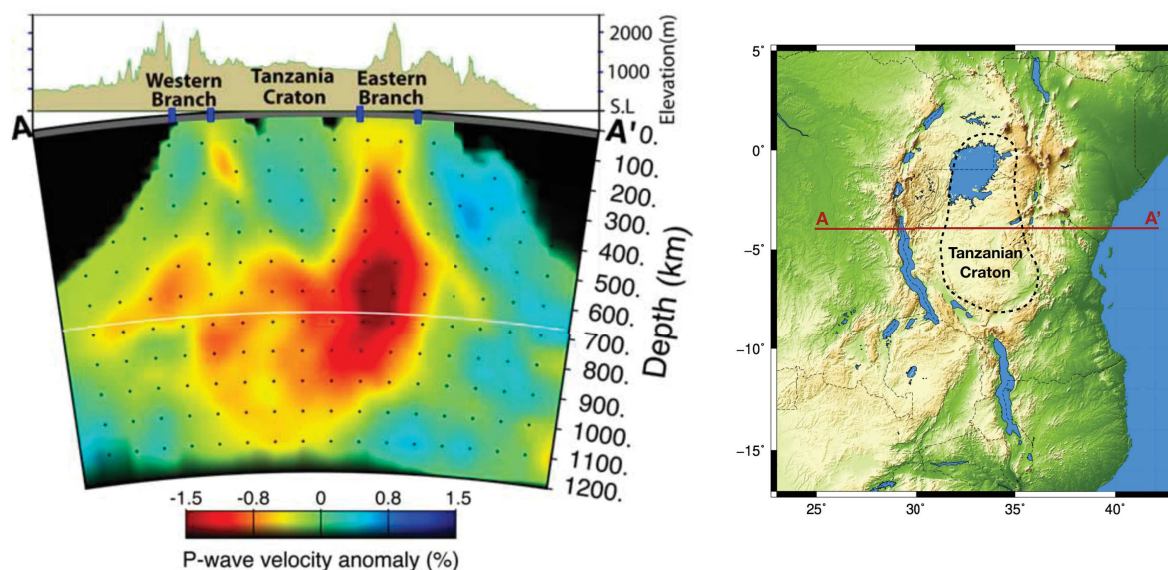 2000
1000
S.L
Elevation(m)
Western
Branch
Tanzania
Craton
Eastern
Branch
A
A'
0.
100.
200.
300.
400.
500.
600.
700.
800.
900.
1000.
1100.
1200.
Depth (km)
-1.5 -0.8 0 0.8 1.5
P-wave velocity anomaly (%)
5°
0°
−5°
−10°
−15°
A A'
Tanzanian
Craton
25° 30° 35° 40°